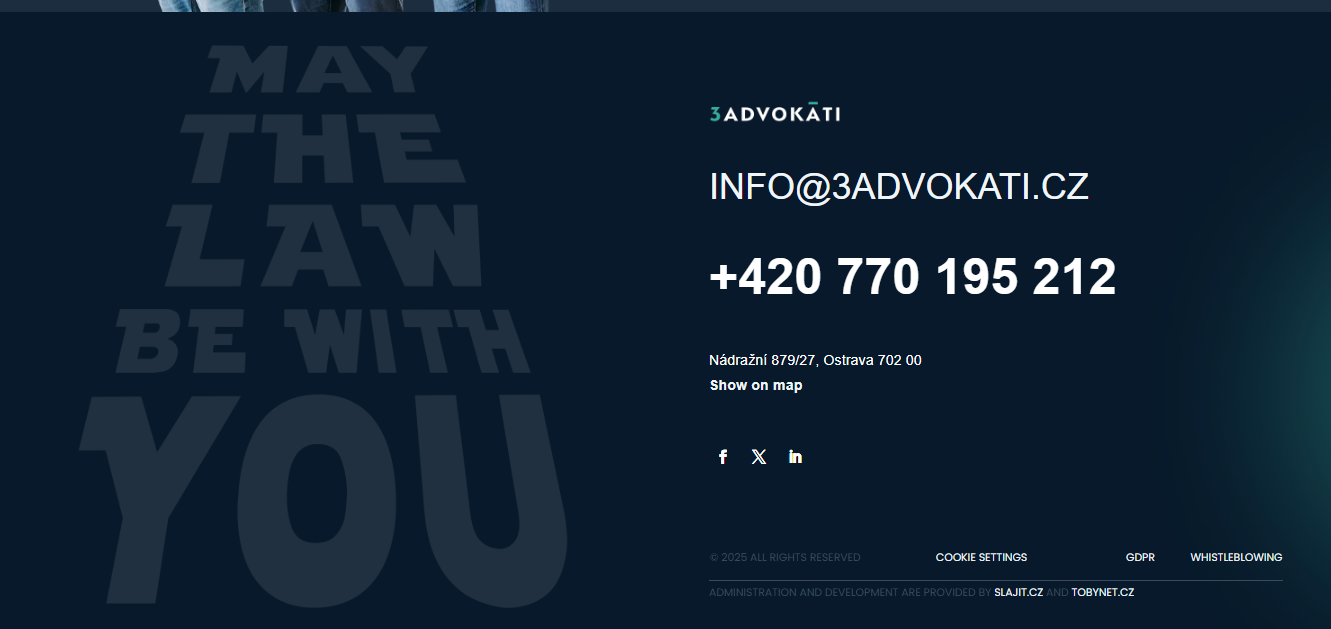 MAY
THE
LAW
BE WITH
YOU
3ADVOKĀTI
INFO@3ADVOKATI.CZ
+420 770 195 212
Nádražní 879/27, Ostrava 702 00
Show on map
© 2025 ALL RIGHTS RESERVED COOKIE SETTINGS GDPR WHISTLEBLOWING
ADMINISTRATION AND DEVELOPMENT ARE PROVIDED BY SLAJIT.CZ AND TOBYNET.CZ